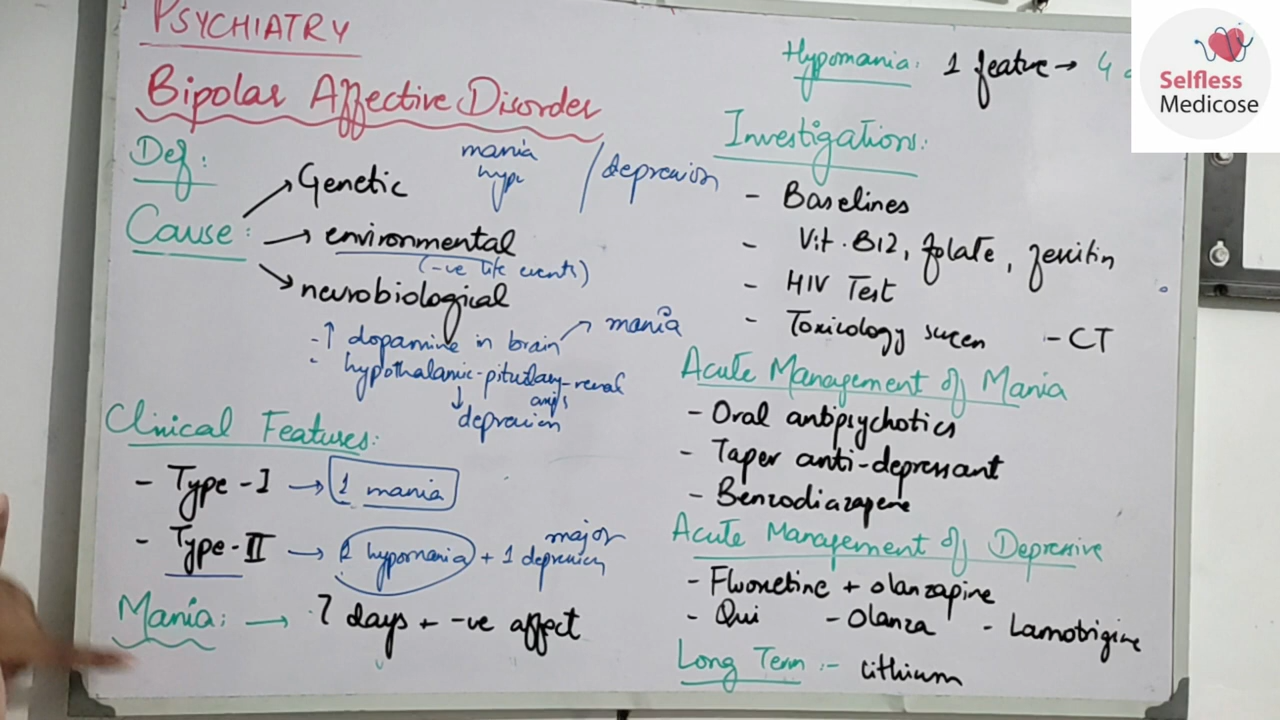 PSYCHIATRY
Bipolar Affective Disorder
Def:
mania / depression
hypo
Cause:
Genetic
environmental
(-ve life events)
neurobiological
- ↑ dopamine in brain → mania
- hypothalamic-pituitary-renal
axis
↓
depression
Clinical Features:
- Type-I → 1 mania
- Type-II → 1 hypomania + 1 major depression
Mania: → 7 days + -ve affect
Hypomania: 1 feature → 4
Investigations:
- Baselines
- Vit.B12, folate, ferritin
- HIV Test
- Toxicology screen - CT
Acute Management of Mania
- Oral antipsychotics
- Taper anti-depressant
- Benzodiazepene
Acute Management of Depressive
- Fluoxetine + olanzapine
- Qui - Olanza - Lamotrigine
Long Term :- lithium
Selfless
Medicose